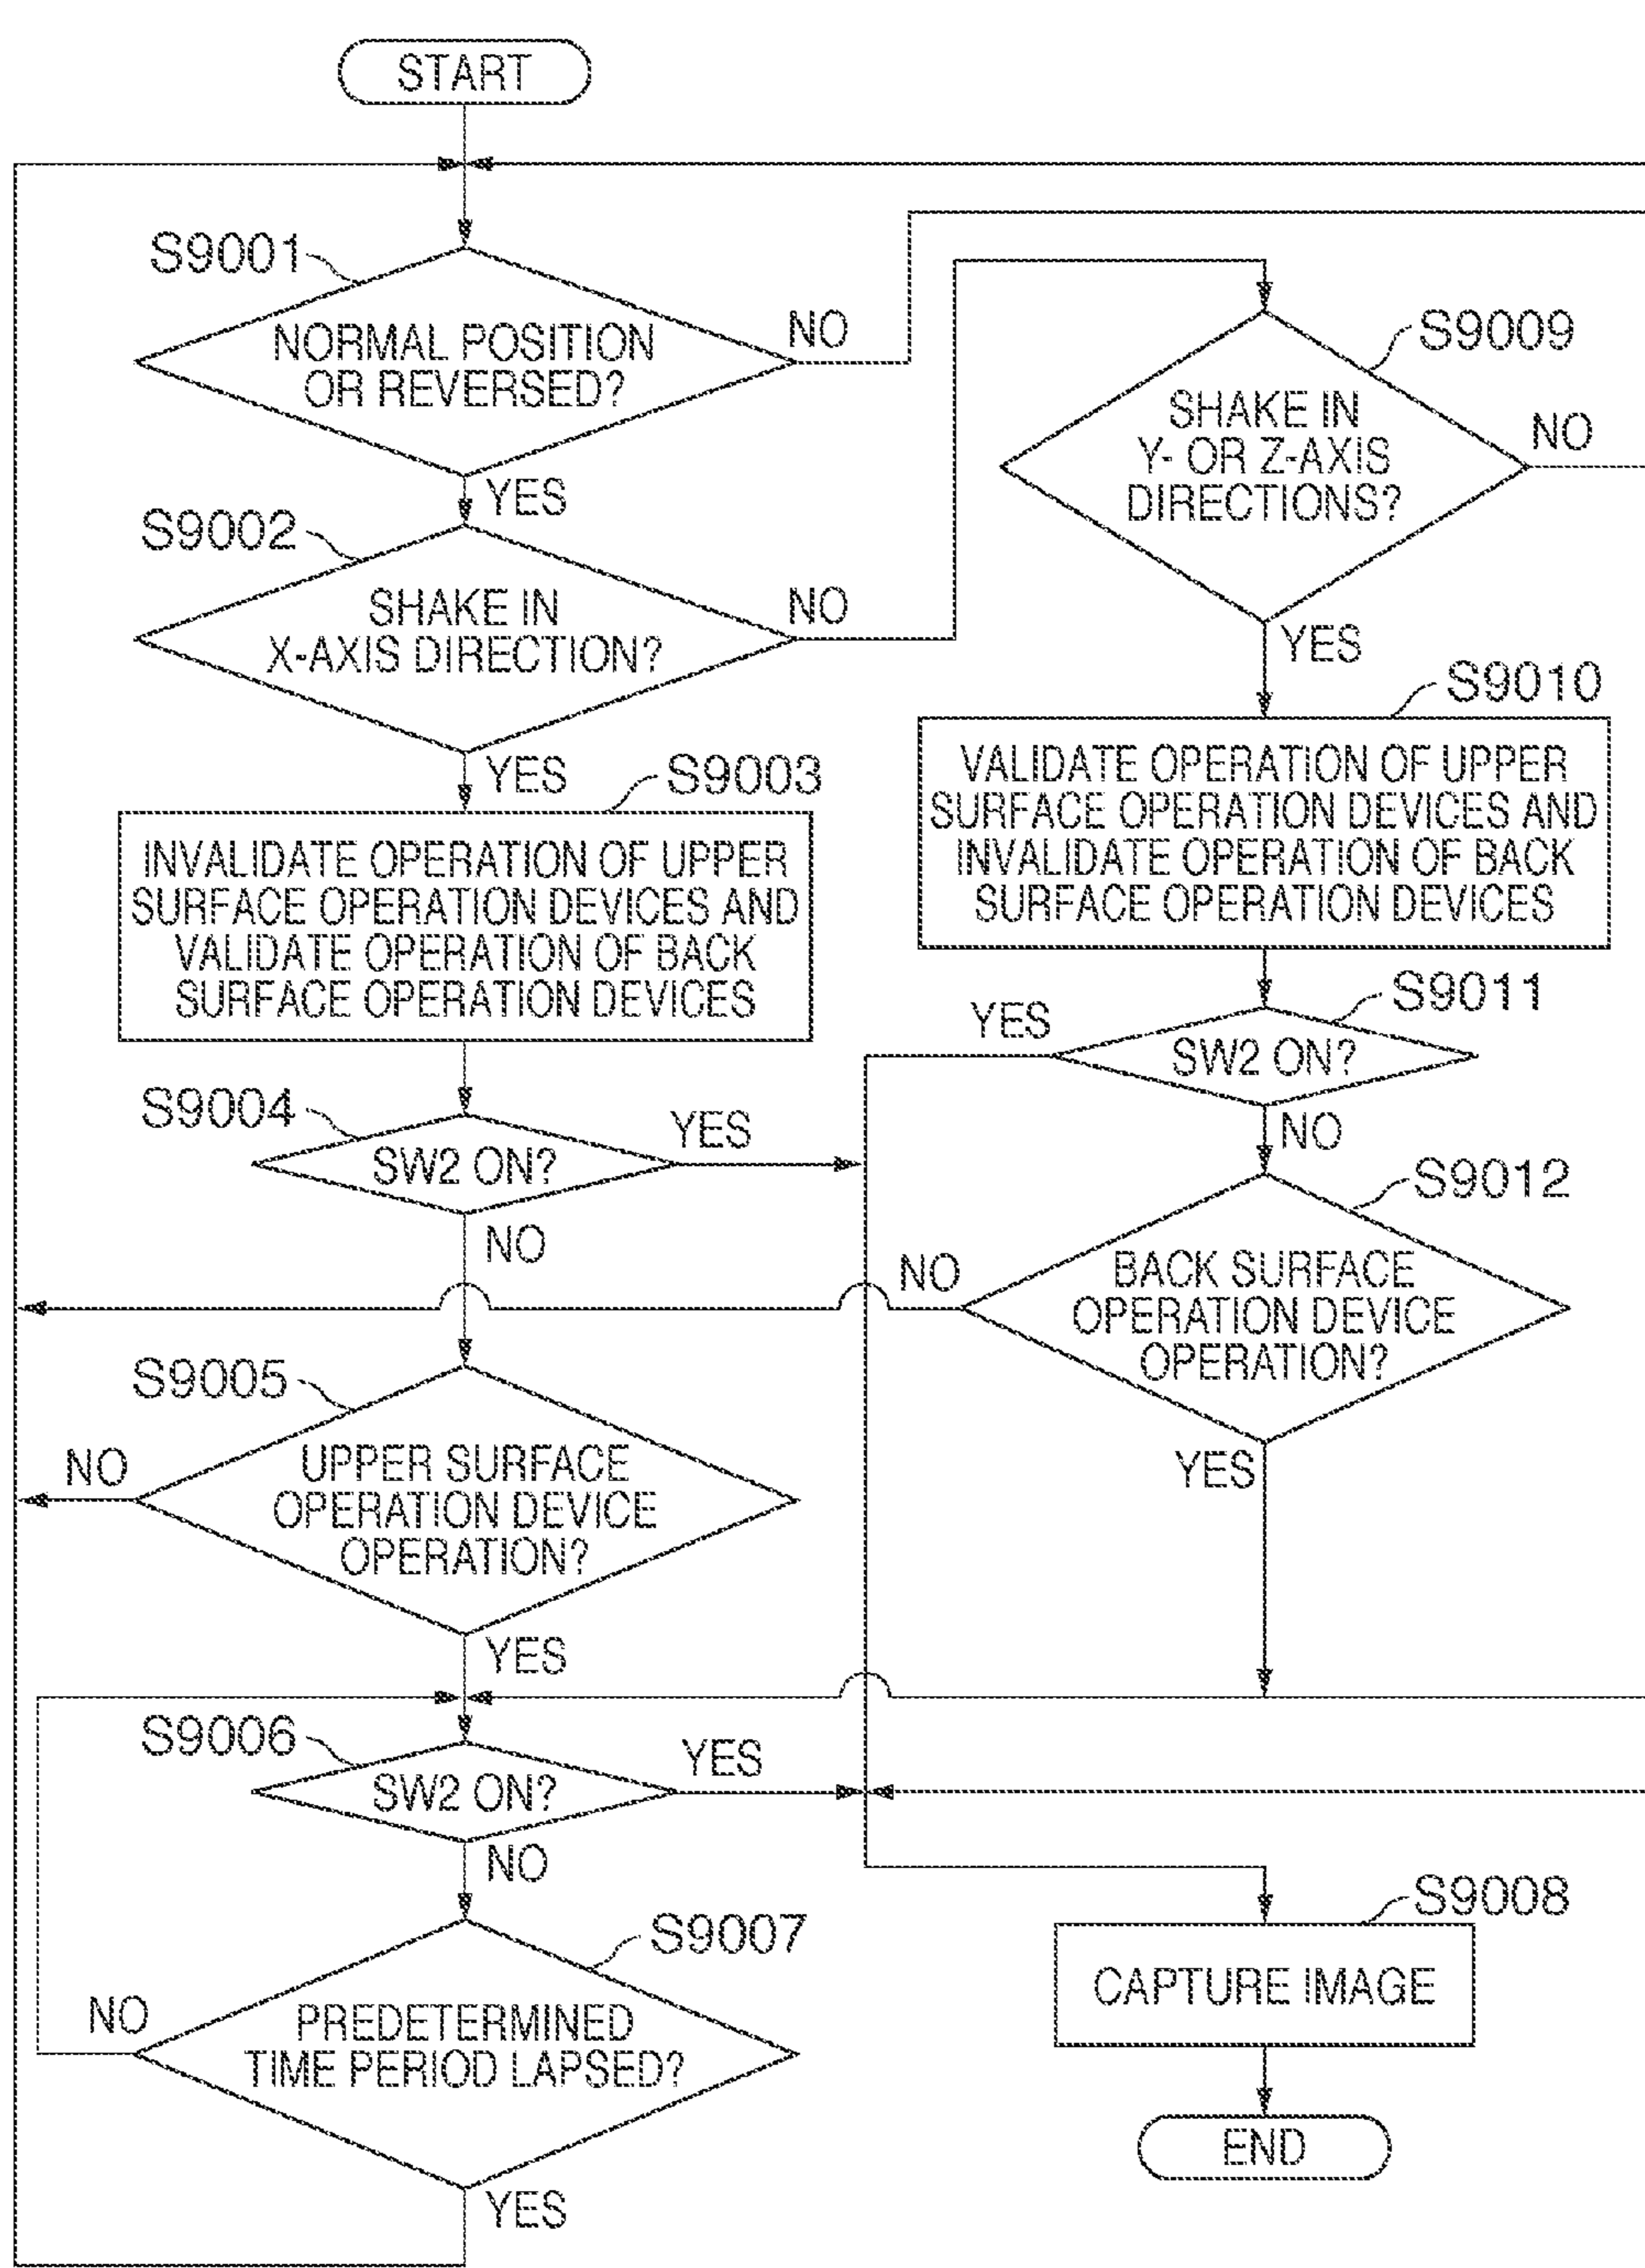 START
S9001
NORMAL POSITION
OR REVERSED?
NO
YES
S9002
SHAKE IN
X-AXIS DIRECTION?
NO
YES
S9003
INVALIDATE OPERATION OF UPPER
SURFACE OPERATION DEVICES AND
VALIDATE OPERATION OF BACK
SURFACE OPERATION DEVICES
S9004
SW2 ON?
YES
NO
S9005
UPPER SURFACE
OPERATION DEVICE
OPERATION?
NO
YES
S9006
SW2 ON?
YES
NO
S9007
PREDETERMINED
TIME PERIOD LAPSED?
NO
YES
S9009
SHAKE IN
Y- OR Z-AXIS
DIRECTIONS?
NO
YES
S9010
VALIDATE OPERATION OF UPPER
SURFACE OPERATION DEVICES AND
INVALIDATE OPERATION OF BACK
SURFACE OPERATION DEVICES
S9011
SW2 ON?
YES
NO
S9012
BACK SURFACE
OPERATION DEVICE
OPERATION?
NO
YES
S9008
CAPTURE IMAGE
END